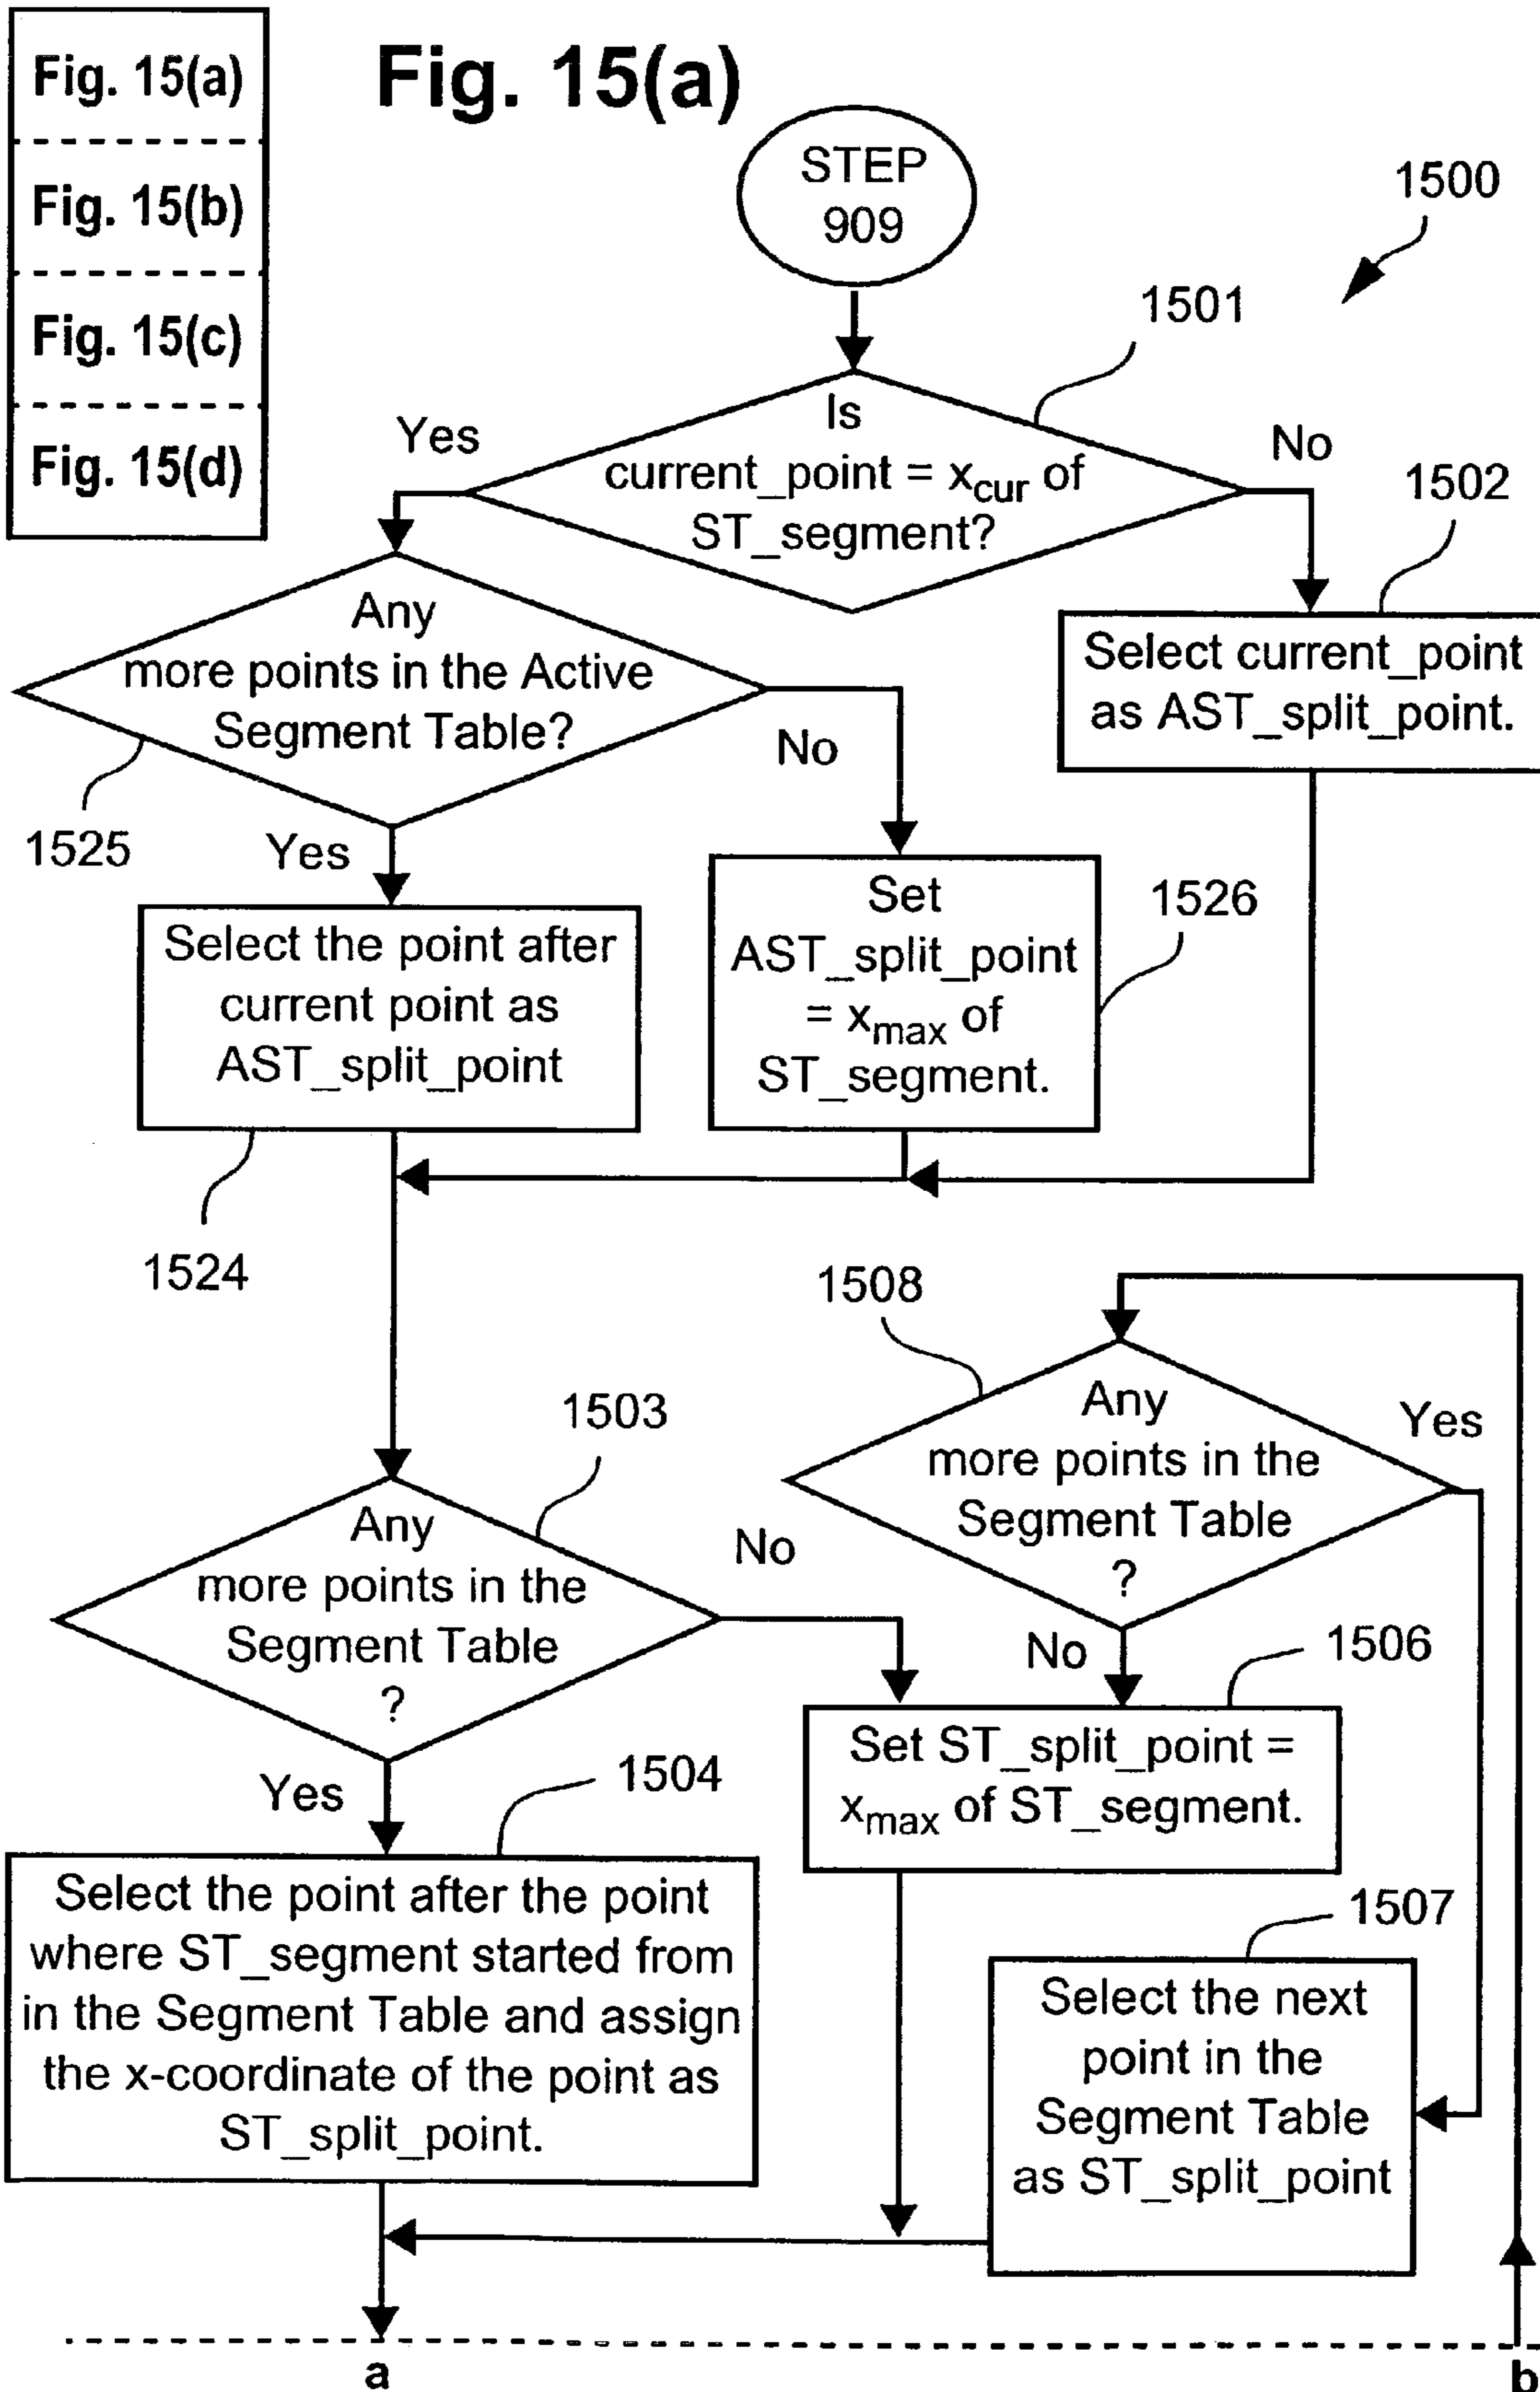 Fig. 15(a)
Fig. 15(b)
Fig. 15(c)
Fig. 15(d)
Fig. 15(a)
STEP
909
1500
1501
Is
current_point = xcur of
ST_segment?
Yes
No
1502
Select current_point
as AST_split_point.
Any
more points in the Active
Segment Table?
No
1525
Yes
Select the point after
current point as
AST_split_point
1524
Set
AST_split_point
= xmax of
ST_segment.
1526
1503
Any
more points in the
Segment Table
?
No
Yes
1508
Any
more points in the
Segment Table
?
Yes
No
1506
Set ST_split_point =
xmax of ST_segment.
1504
Select the point after the point
where ST_segment started from
in the Segment Table and assign
the x-coordinate of the point as
ST_split_point.
1507
Select the next
point in the
Segment Table
as ST_split_point
a
b